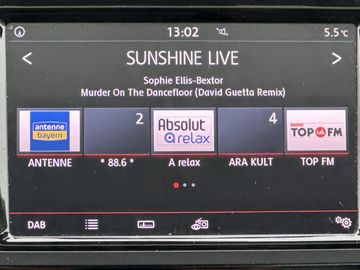 13:02
5.5°C
< SUNSHINE LIVE >
Sophie Ellis-Bextor
Murder On The Dancefloor (David Guetta Remix)
antenne
bayern
2
Absolut
relax
4
RADIO
TOP FM
ANTENNE
* 88.6 *
A relax
ARA KULT
TOP FM
DAB